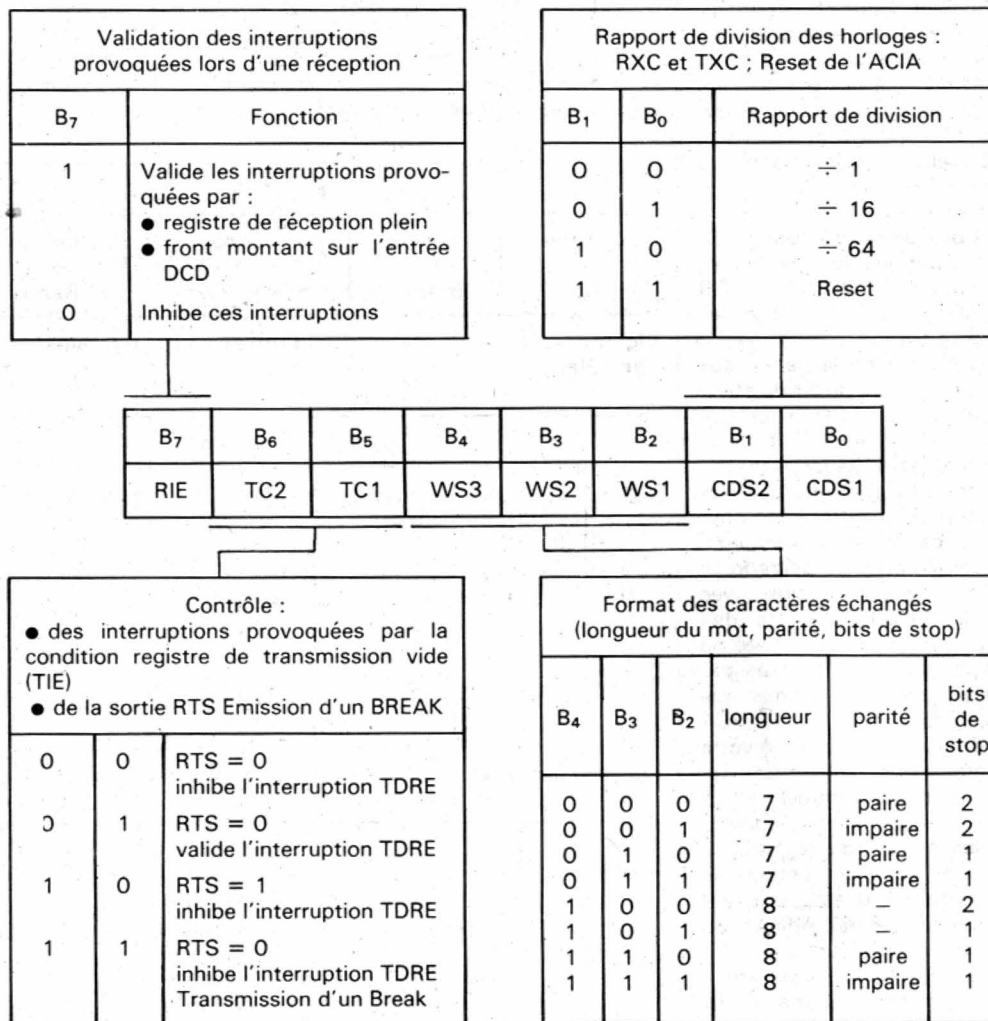 Validation des interruptions
provoquées lors d'une réception
B7 Fonction
1 Valide les interruptions provo-
quées par :
● registre de réception plein
● front montant sur l'entrée
DCD
0 Inhibe ces interruptions
Rapport de division des horloges :
RXC et TXC ; Reset de l'ACIA
B1 B0 Rapport de division
0 0 ÷ 1
0 1 ÷ 16
1 0 ÷ 64
1 1 Reset
B7 B6 B5 B4 B3 B2 B1 B0
RIE TC2 TC1 WS3 WS2 WS1 CDS2 CDS1
Contrôle :
● des interruptions provoquées par la
condition registre de transmission vide
(TIE)
● de la sortie RTS Emission d'un BREAK
0 0 RTS = 0
inhibe l'interruption TDRE
0 1 RTS = 0
valide l'interruption TDRE
1 0 RTS = 1
inhibe l'interruption TDRE
1 1 RTS = 0
inhibe l'interruption TDRE
Transmission d'un Break
Format des caractères échangés
(longueur du mot, parité, bits de stop)
B4 B3 B2 longueur parité bits
de
stop
0 0 0 7 paire 2
0 0 1 7 impaire 2
0 1 0 7 paire 1
0 1 1 7 impaire 1
1 0 0 8 – 2
1 0 1 8 – 1
1 1 0 8 paire 1
1 1 1 8 impaire 1